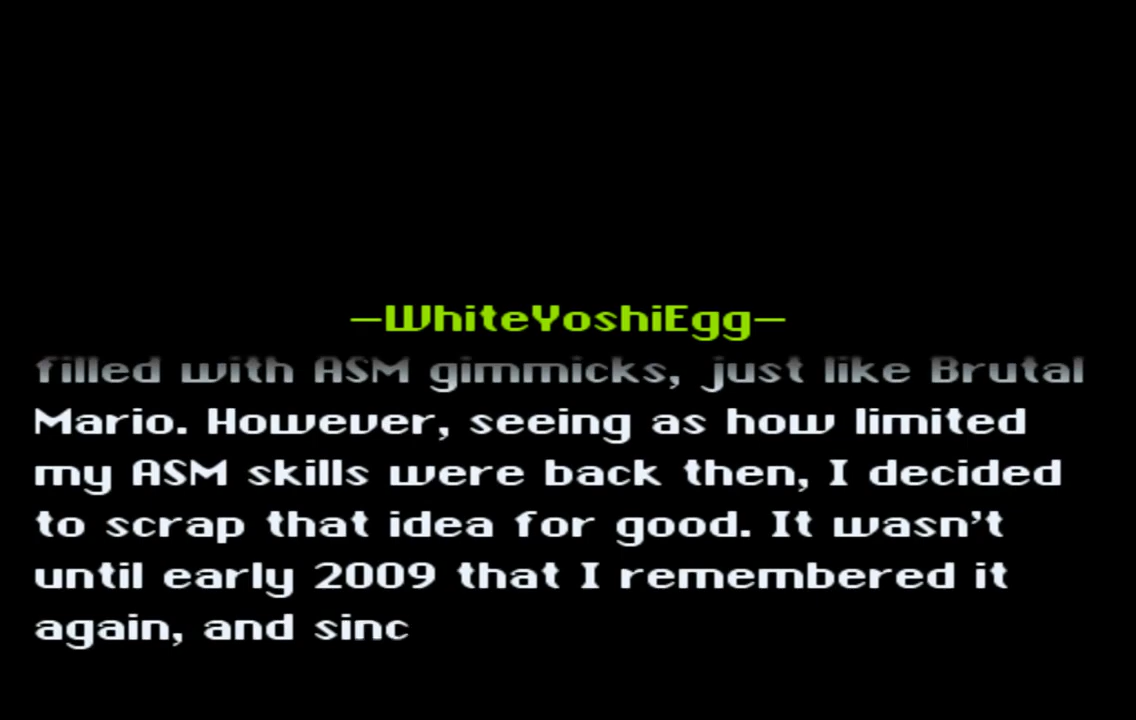 —WhiteYoshiEgg—
filled with ASM gimmicks, just like Brutal
Mario. However, seeing as how limited
my ASM skills were back then, I decided
to scrap that idea for good. It wasn't
until early 2009 that I remembered it
again, and sinc